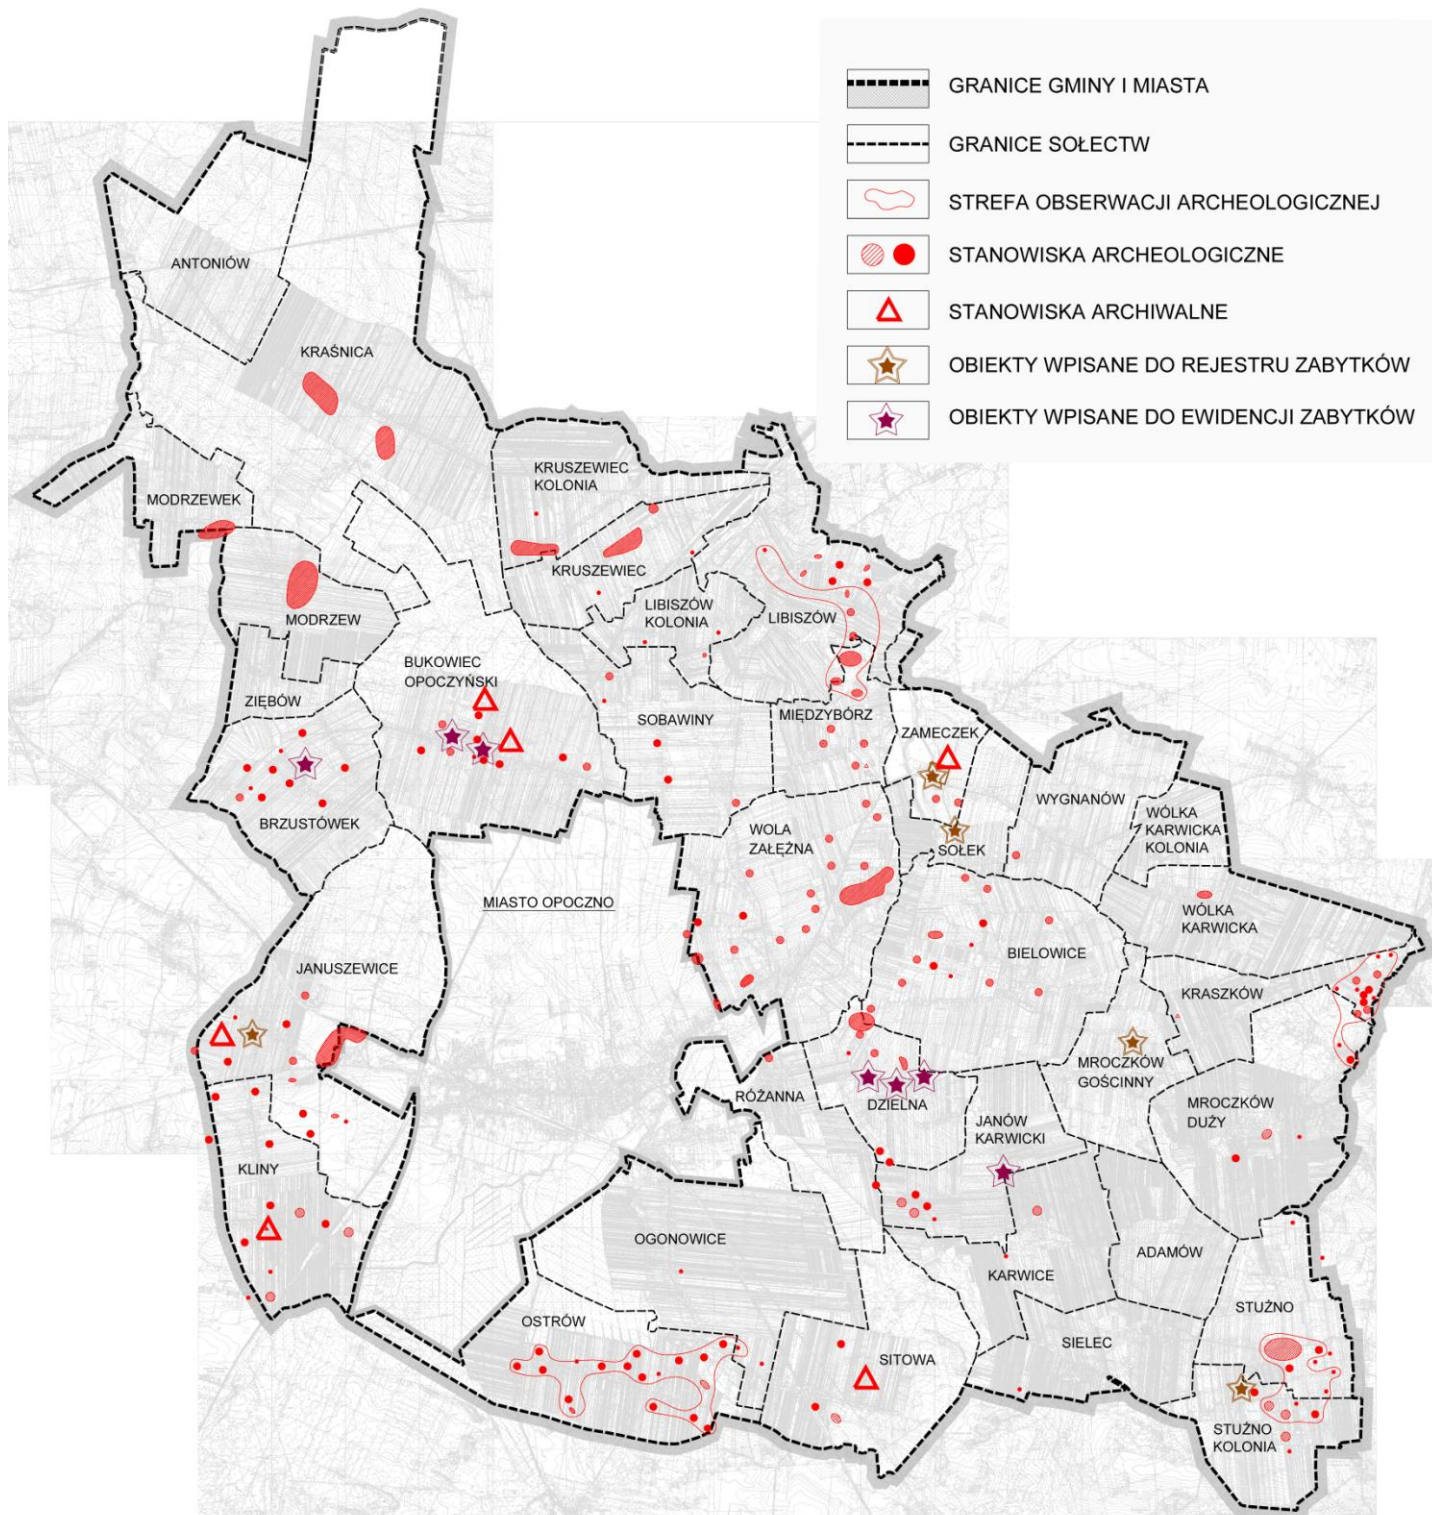 GRANICE GMINY I MIASTA
GRANICE SOŁECTW
STREFA OBSERWACJI ARCHEOLOGICZNEJ
STANOWISKA ARCHEOLOGICZNE
STANOWISKA ARCHIWALNE
OBIEKTY WPISANE DO REJESTRU ZABYTKÓW
OBIEKTY WPISANE DO EWIDENCJI ZABYTKÓW
ANTONIÓW
KRAŚNICA
MODRZEWEK
KRUSZEWIEC
KOLONIA
KRUSZEWIEC
LIBISZÓW
KOLONIA
LIBISZÓW
MODRZEW
BUKOWIEC
OPOCZYŃSKI
ZIĘBÓW
SOBAWINY
MIĘDZYBÓRZ
ZAMECZEK
WYGNANÓW
WÓLKA
KARWICKA
KOLONIA
BRZUSTÓWEK
WOLA
ZAŁĘŻNA
SOŁEK
MIASTO OPOCZNO
WÓLKA
KARWICKA
BIELOWICE
JANUSZEWICE
KRASZKÓW
MROCZKÓW
GOŚCINNY
RÓŻANNA
DZIELNA
MROCZKÓW
DUŻY
JANÓW
KARWICKI
KLINY
OGONOWICE
ADAMÓW
KARWICE
STUŻNO
OSTRÓW
SIELEC
SITOWA
STUŻNO
KOLONIA